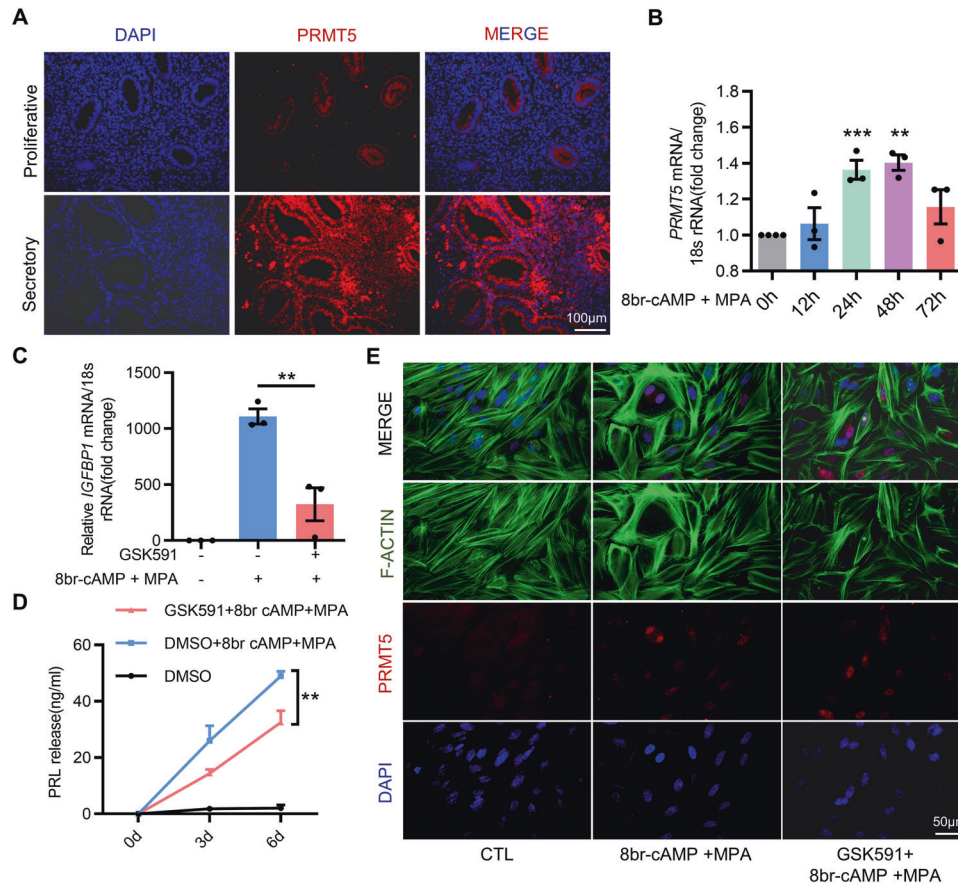 A
DAPI
PRMT5
MERGE
Proliferative
Secretory
100μm
B
PRMT5 mRNA/
18s rRNA(fold change)
1.8
1.6
1.4
1.2
1.0
0.8
***
**
8br-cAMP + MPA
0h
12h
24h
48h
72h
C
Relative IGFBP1 mRNA/18s
rRNA(fold change)
1500
1000
500
0
**
GSK591
-
-
+
8br-cAMP + MPA
-
+
+
D
GSK591+8br cAMP+MPA
DMSO+8br cAMP+MPA
DMSO
PRL release(ng/ml)
60
40
20
0
**
0d
3d
6d
E
MERGE
F-ACTIN
PRMT5
DAPI
50μm
CTL
8br-cAMP +MPA
GSK591+
8br-cAMP +MPA